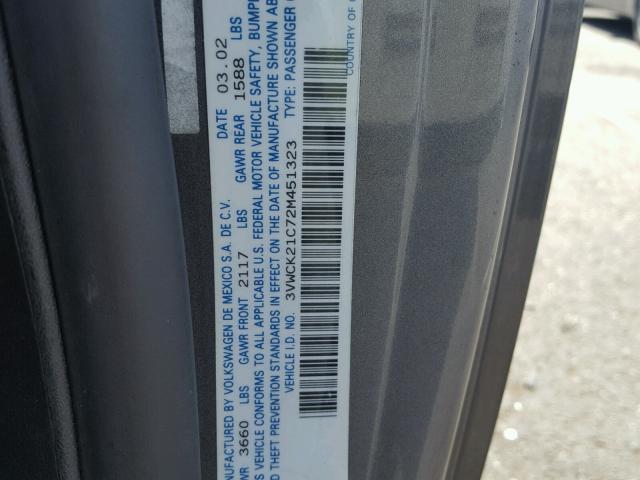 NUFACTURED BY VOLKSWAGEN DE MEXICO S.A. DE C.V. DATE 03.02
WR 3660 LBS GAWR FRONT 2117 LBS GAWR REAR 1588 LBS
S VEHICLE CONFORMS TO ALL APPLICABLE U.S. FEDERAL MOTOR VEHICLE SAFETY, BUMPE
D THEFT PREVENTION STANDARDS IN EFFECT ON THE DATE OF MANUFACTURE SHOWN AB
VEHICLE I.D. NO. 3VWCK21C72M451323 TYPE: PASSENGER
COUNTRY OF